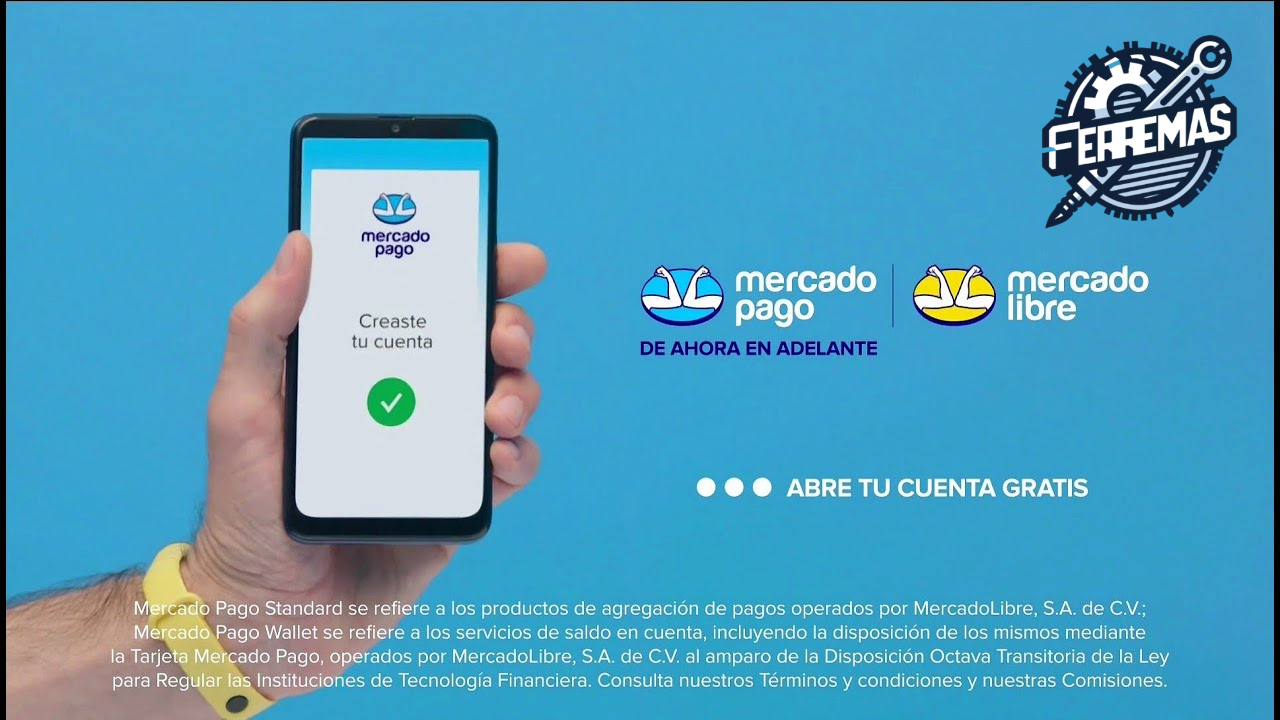 FERREMAS
mercado
pago
Creaste
tu cuenta
mercado
pago
mercado
libre
DE AHORA EN ADELANTE
ABRE TU CUENTA GRATIS
Mercado Pago Standard se refiere a los productos de agregación de pagos operados por MercadoLibre, S.A. de C.V.;
Mercado Pago Wallet se refiere a los servicios de saldo en cuenta, incluyendo la disposición de los mismos mediante
la Tarjeta Mercado Pago, operados por MercadoLibre, S.A. de C.V. al amparo de la Disposición Octava Transitoria de la Ley
para Regular las Instituciones de Tecnología Financiera. Consulta nuestros Términos y condiciones y nuestras Comisiones.